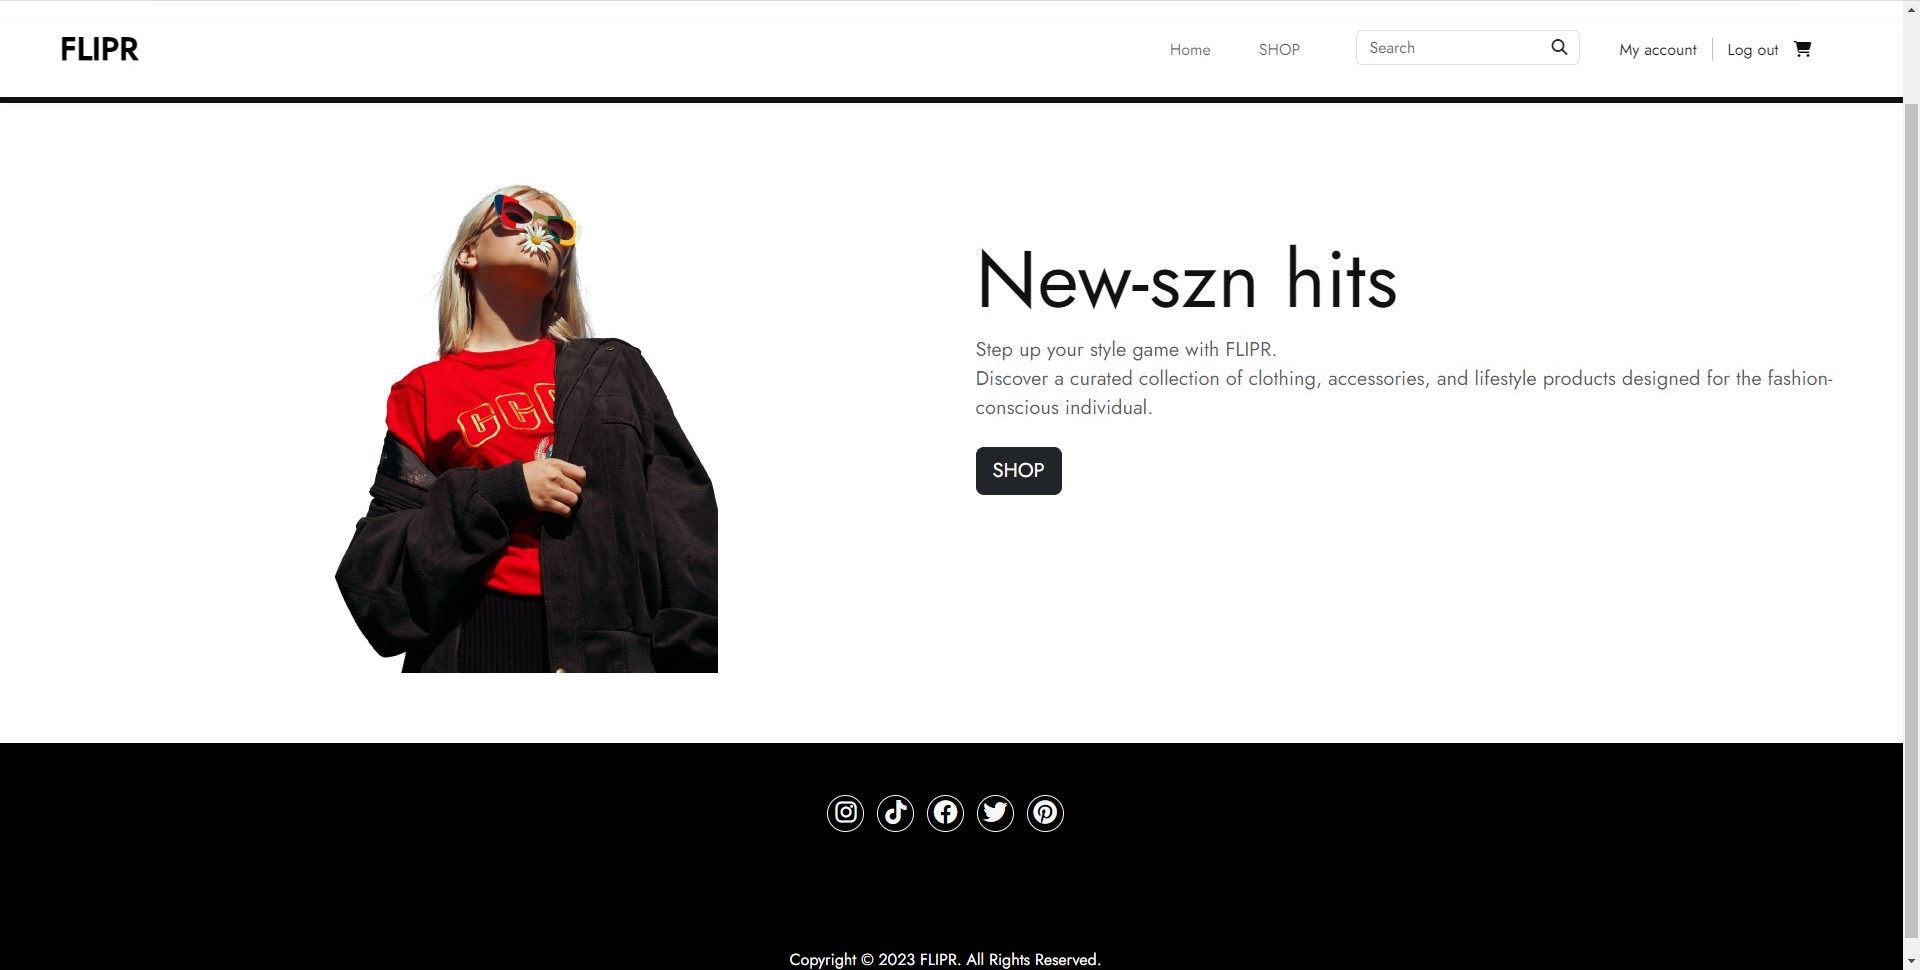 FLIPR
Home
SHOP
Search
My account
Log out
New-szn hits
Step up your style game with FLIPR.
Discover a curated collection of clothing, accessories, and lifestyle products designed for the fashion-
conscious individual.
SHOP
Copyright © 2023 FLIPR. All Rights Reserved.